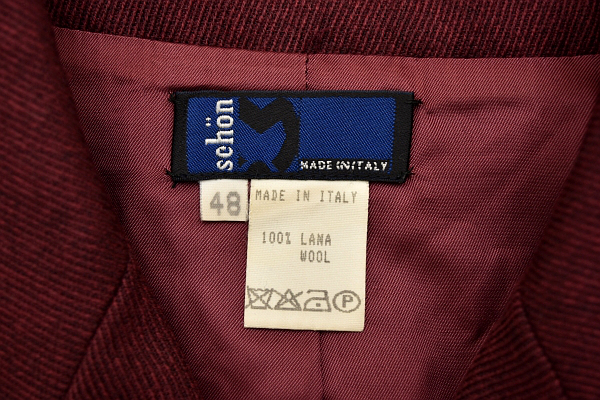 schön
MADE IN ITALY
48
MADE IN ITALY
100% LANA
WOOL
P